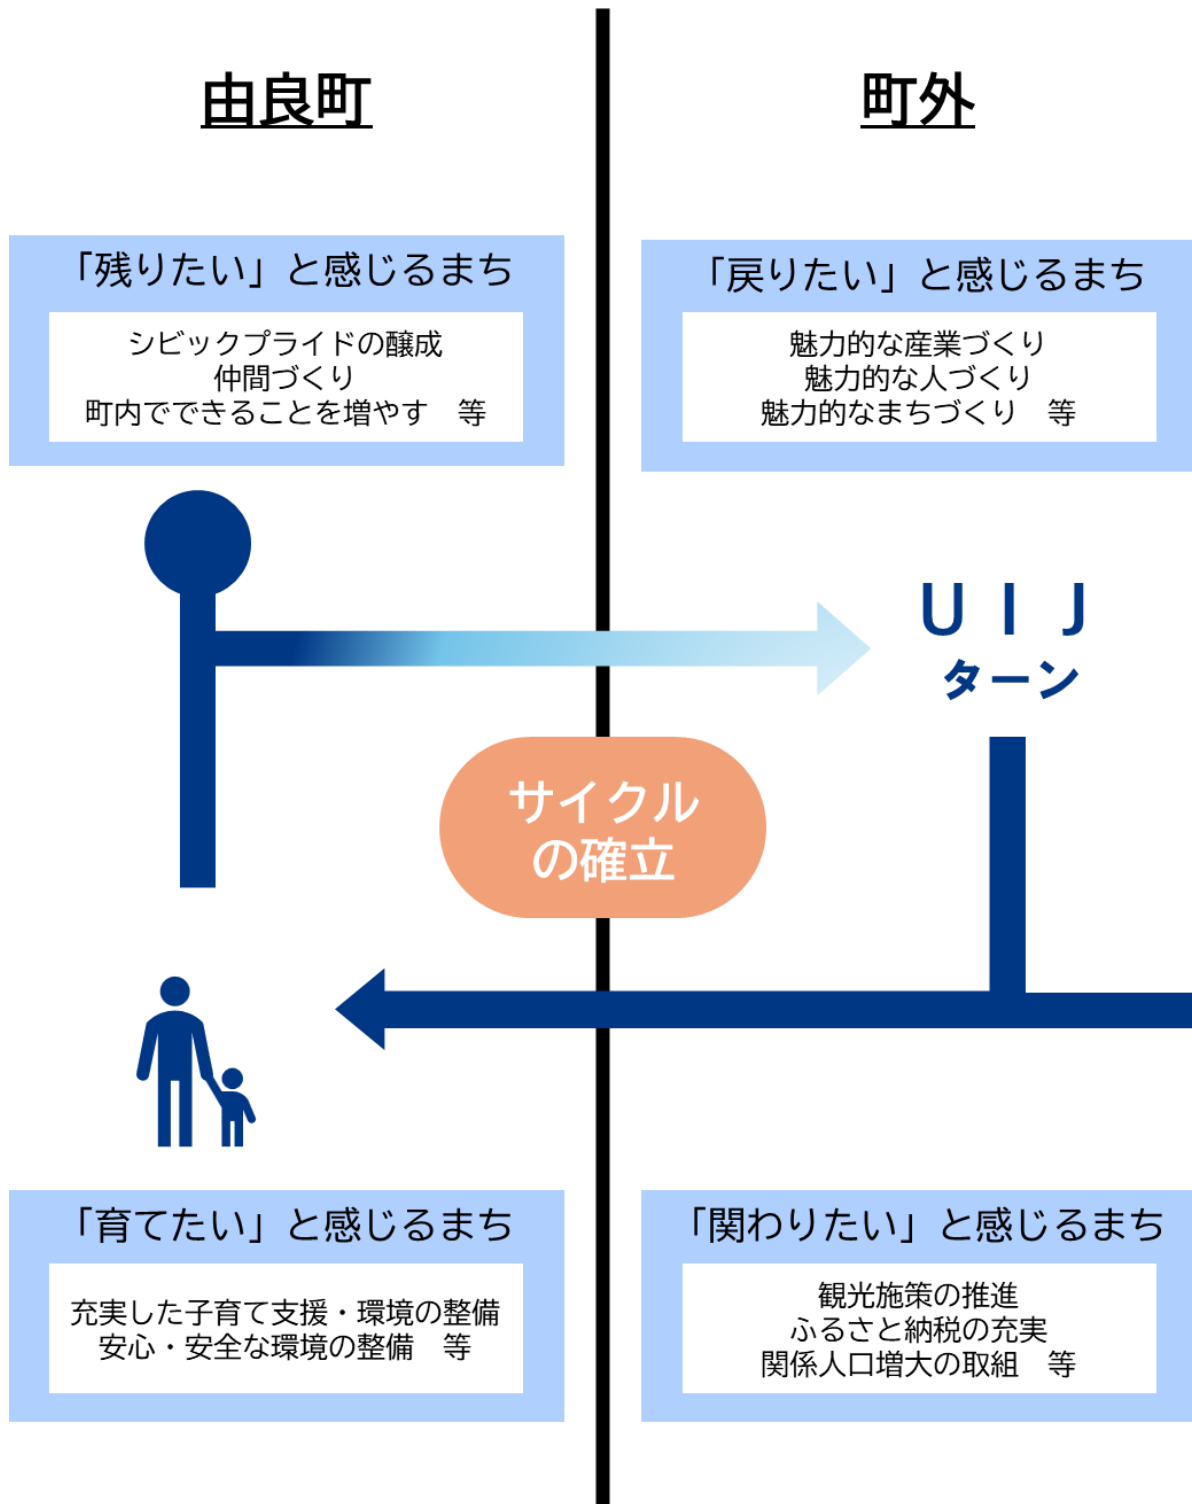 由良町
町外
「残りたい」と感じるまち
シビックプライドの醸成
仲間づくり
町内でできることを増やす　等
「戻りたい」と感じるまち
魅力的な産業づくり
魅力的な人づくり
魅力的なまちづくり　等
ＵＩＪ
ターン
サイクル
の確立
「育てたい」と感じるまち
充実した子育て支援・環境の整備
安心・安全な環境の整備　等
「関わりたい」と感じるまち
観光施策の推進
ふるさと納税の充実
関係人口増大の取組　等